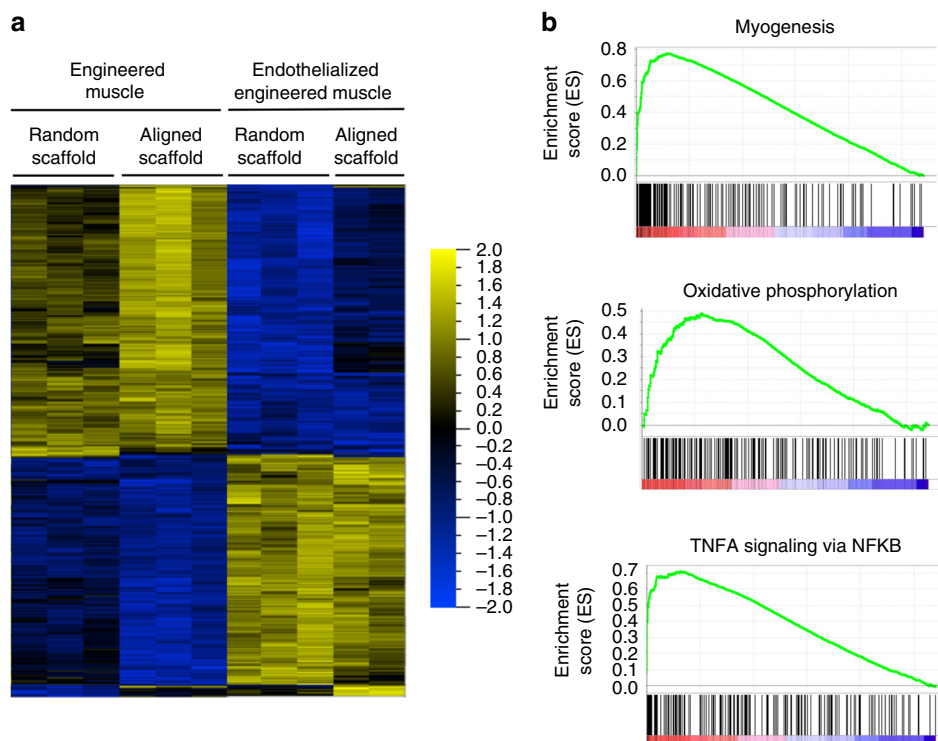 a
Engineered
muscle
Endothelialized
engineered muscle
Random
scaffold
Aligned
scaffold
Random
scaffold
Aligned
scaffold
2.0
1.8
1.6
1.4
1.2
1.0
0.8
0.6
0.4
0.2
0.0
–0.2
–0.4
–0.6
–0.8
–1.0
–1.2
–1.4
–1.6
–1.8
–2.0
b
Myogenesis
Enrichment
score (ES)
0.8
0.6
0.4
0.2
0.0
Oxidative phosphorylation
Enrichment
score (ES)
0.5
0.4
0.3
0.2
0.1
0.0
TNFA signaling via NFKB
Enrichment
score (ES)
0.7
0.6
0.5
0.4
0.3
0.2
0.1
0.0